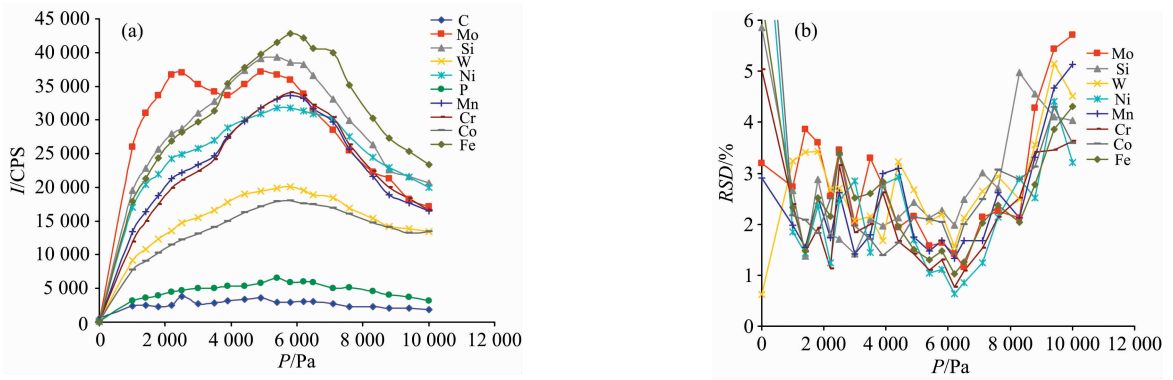 (a)
I/CPS
45 000
40 000
35 000
30 000
25 000
20 000
15 000
10 000
5 000
0
0
2 000
4 000
6 000
8 000
10 000
12 000
P/Pa
C
Mo
Si
W
Ni
P
Mn
Cr
Co
Fe
(b)
RSD/%
6%
5
4
3
2
1
0
0
2 000
4 000
6 000
8 000
10 000
12 000
P/Pa
Mo
Si
W
Ni
Mn
Cr
Co
Fe